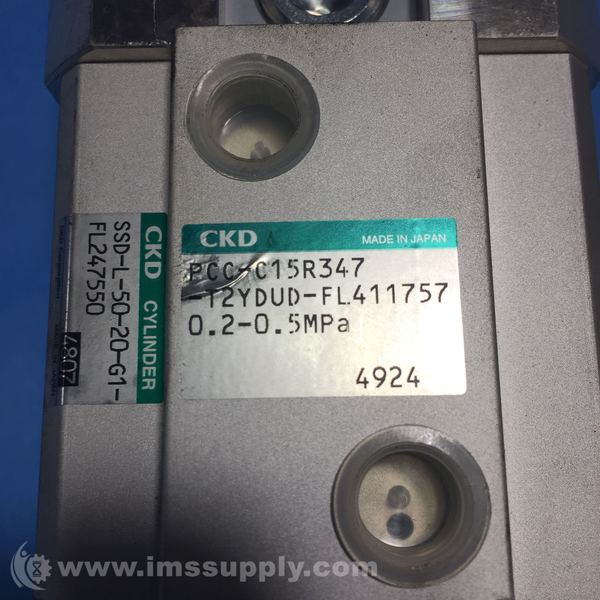 CKD
MADE IN JAPAN
PCC-C15R347
-T2YDUD-FL411757
0.2-0.5MPa
4924
CKD CYLINDER
SSD-L-50-20-G1-
FL247550
4807
www.imssupply.com